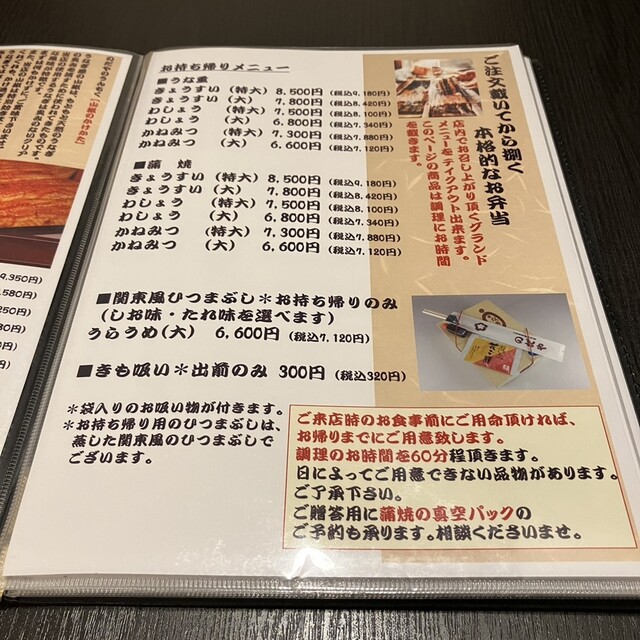 お持ち帰りメニュー
■うな重
きょうすい (特大) 8,500円 (税込9,180円)
きょうすい (大) 7,800円 (税込8,420円)
わしょう (特大) 7,500円 (税込8,100円)
わしょう (大) 6,800円 (税込7,340円)
かねみつ (特大) 7,300円 (税込7,880円)
かねみつ (大) 6,600円 (税込7,120円)
■蒲 焼
きょうすい (特大) 8,500円 (税込9,180円)
きょうすい (大) 7,800円 (税込8,420円)
わしょう (特大) 7,500円 (税込8,100円)
わしょう (大) 6,800円 (税込7,340円)
かねみつ (特大) 7,300円 (税込7,880円)
かねみつ (大) 6,600円 (税込7,120円)
■関東風ひつまぶし*お持ち帰りのみ
(しお味・たれ味を選べます)
うらうめ(大) 6,600円 (税込7,120円)
■きも吸い*出前のみ 300円 (税込320円)
*袋入りのお吸い物が付きます。
*お持ち帰り用のひつまぶしは、
蒸した関東風のひつまぶしで
ございます。
ご注文戴いてから捌く
本格的なお弁当
店内でお召し上がり頂くグランド
メニューをテイクアウト出来ます。
このページの商品は調理にお時間
を戴きます。
ご来店時のお食事前にご用命頂ければ、
お帰りまでにご用意致します。
調理のお時間を60分程頂きます。
日によってご用意できない品物があります。
ご了承下さい。
ご贈答用に蒲焼の真空パックの
ご予約も承ります。相談くださいませ。
「山椒のかけかた」
9,350円)
,580円)
250円)